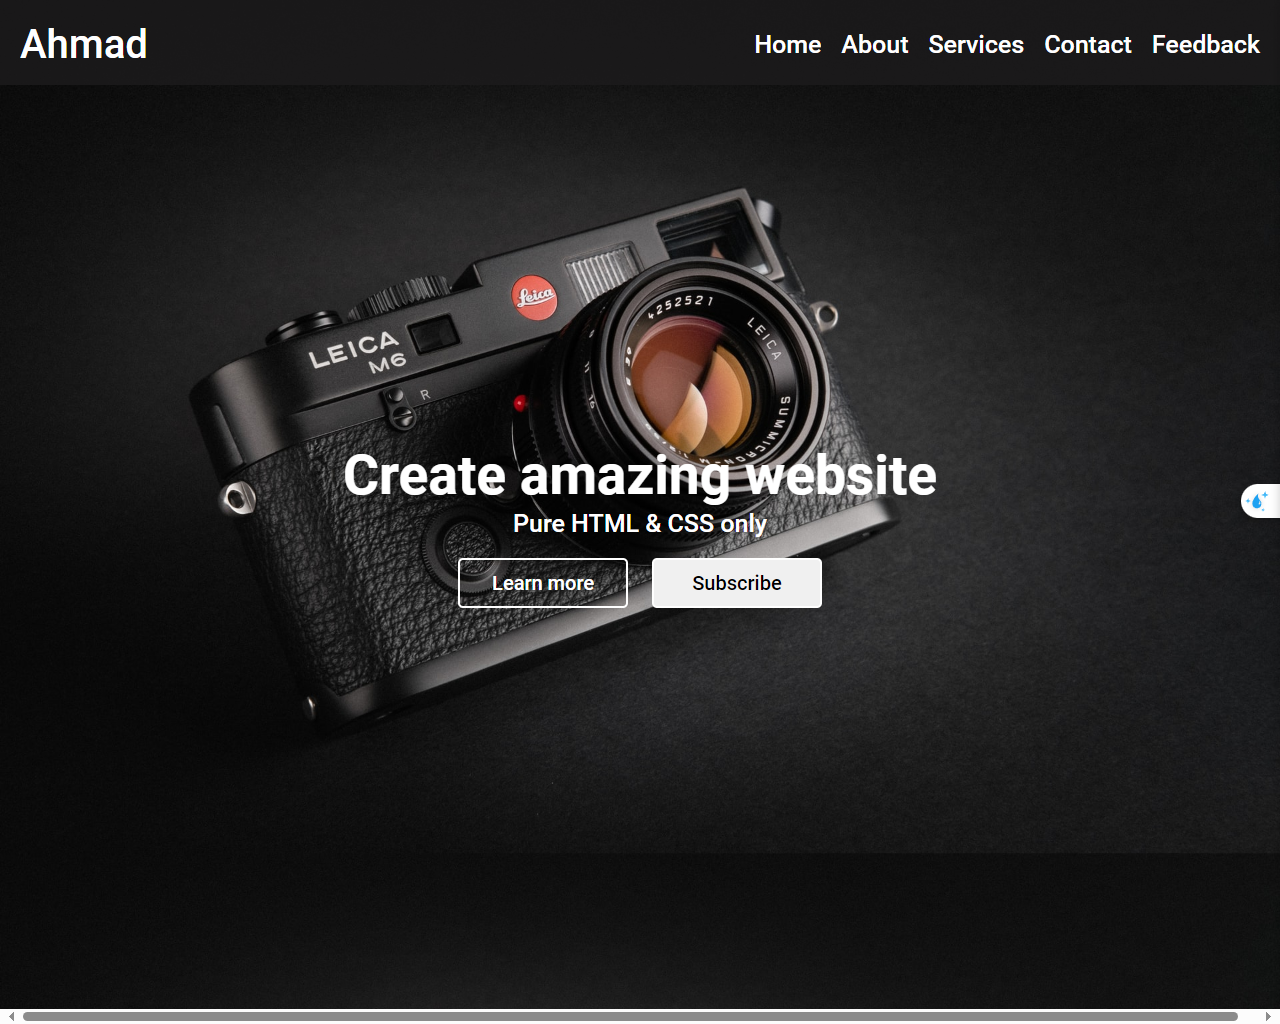 Ahmad
Home About Services Contact Feedback
Leica
LEICA
M6
R
4252521 LEICA
SUMMICRON-M
Create amazing website
Pure HTML & CSS only
Learn more Subscribe